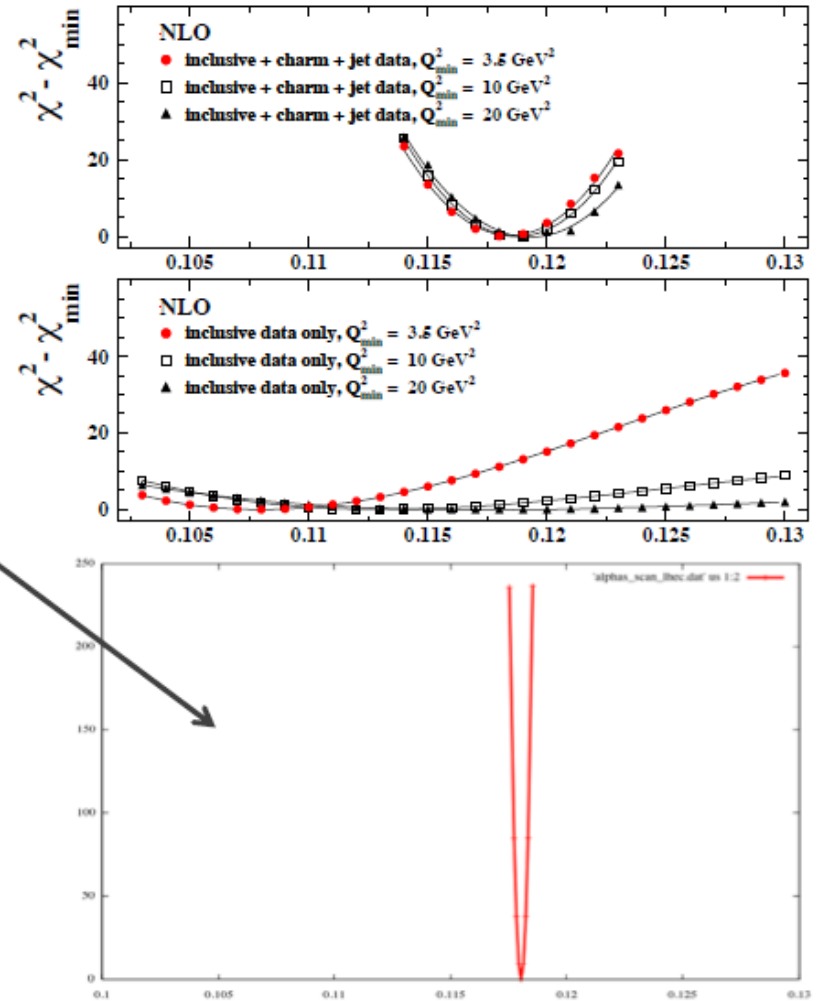 χ² - χ²min
NLO
inclusive + charm + jet data, Q²min = 3.5 GeV²
inclusive + charm + jet data, Q²min = 10 GeV²
inclusive + charm + jet data, Q²min = 20 GeV²
40
20
0
0.105 0.11 0.115 0.12 0.125 0.13
χ² - χ²min
NLO
inclusive data only, Q²min = 3.5 GeV²
inclusive data only, Q²min = 10 GeV²
inclusive data only, Q²min = 20 GeV²
40
20
0
0.105 0.11 0.115 0.12 0.125 0.13
'alphas_scan_lhec.dat' us 1:2
250
200
150
100
50
0
0.1 0.105 0.11 0.115 0.12 0.125 0.13